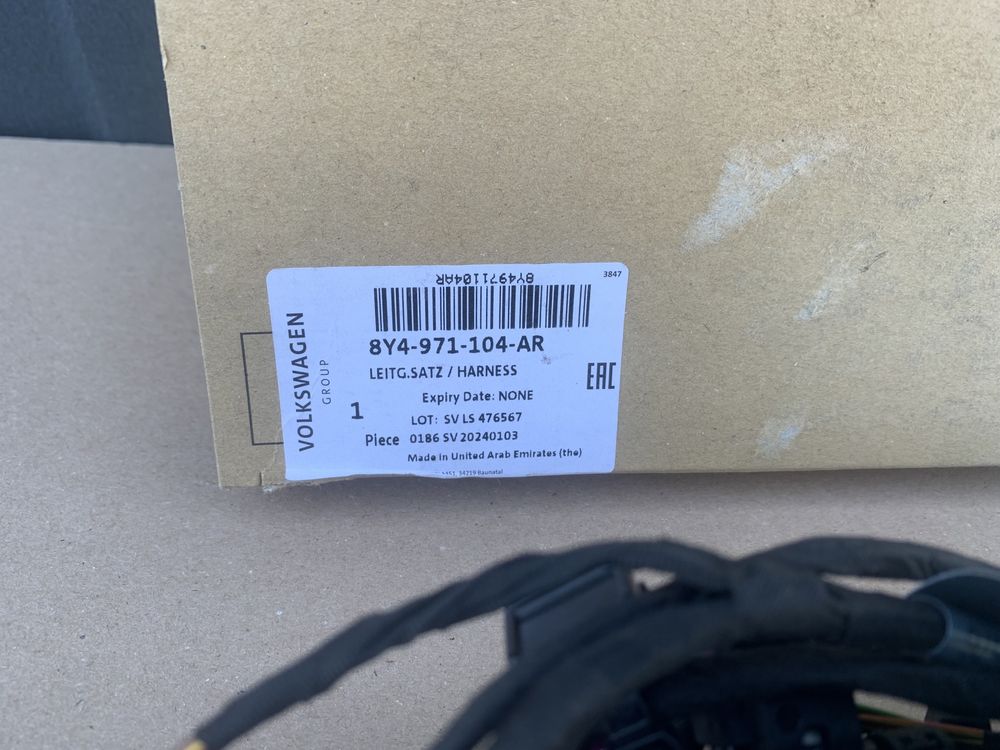 8Y4971104AR
3847
8Y4-971-104-AR
LEITG.SATZ / HARNESS
EAC
VOLKSWAGEN
GROUP
Expiry Date: NONE
1
LOT: SV LS 476567
Piece 0186 SV 20240103
Made in United Arab Emirates (the)
34219 Baunatal